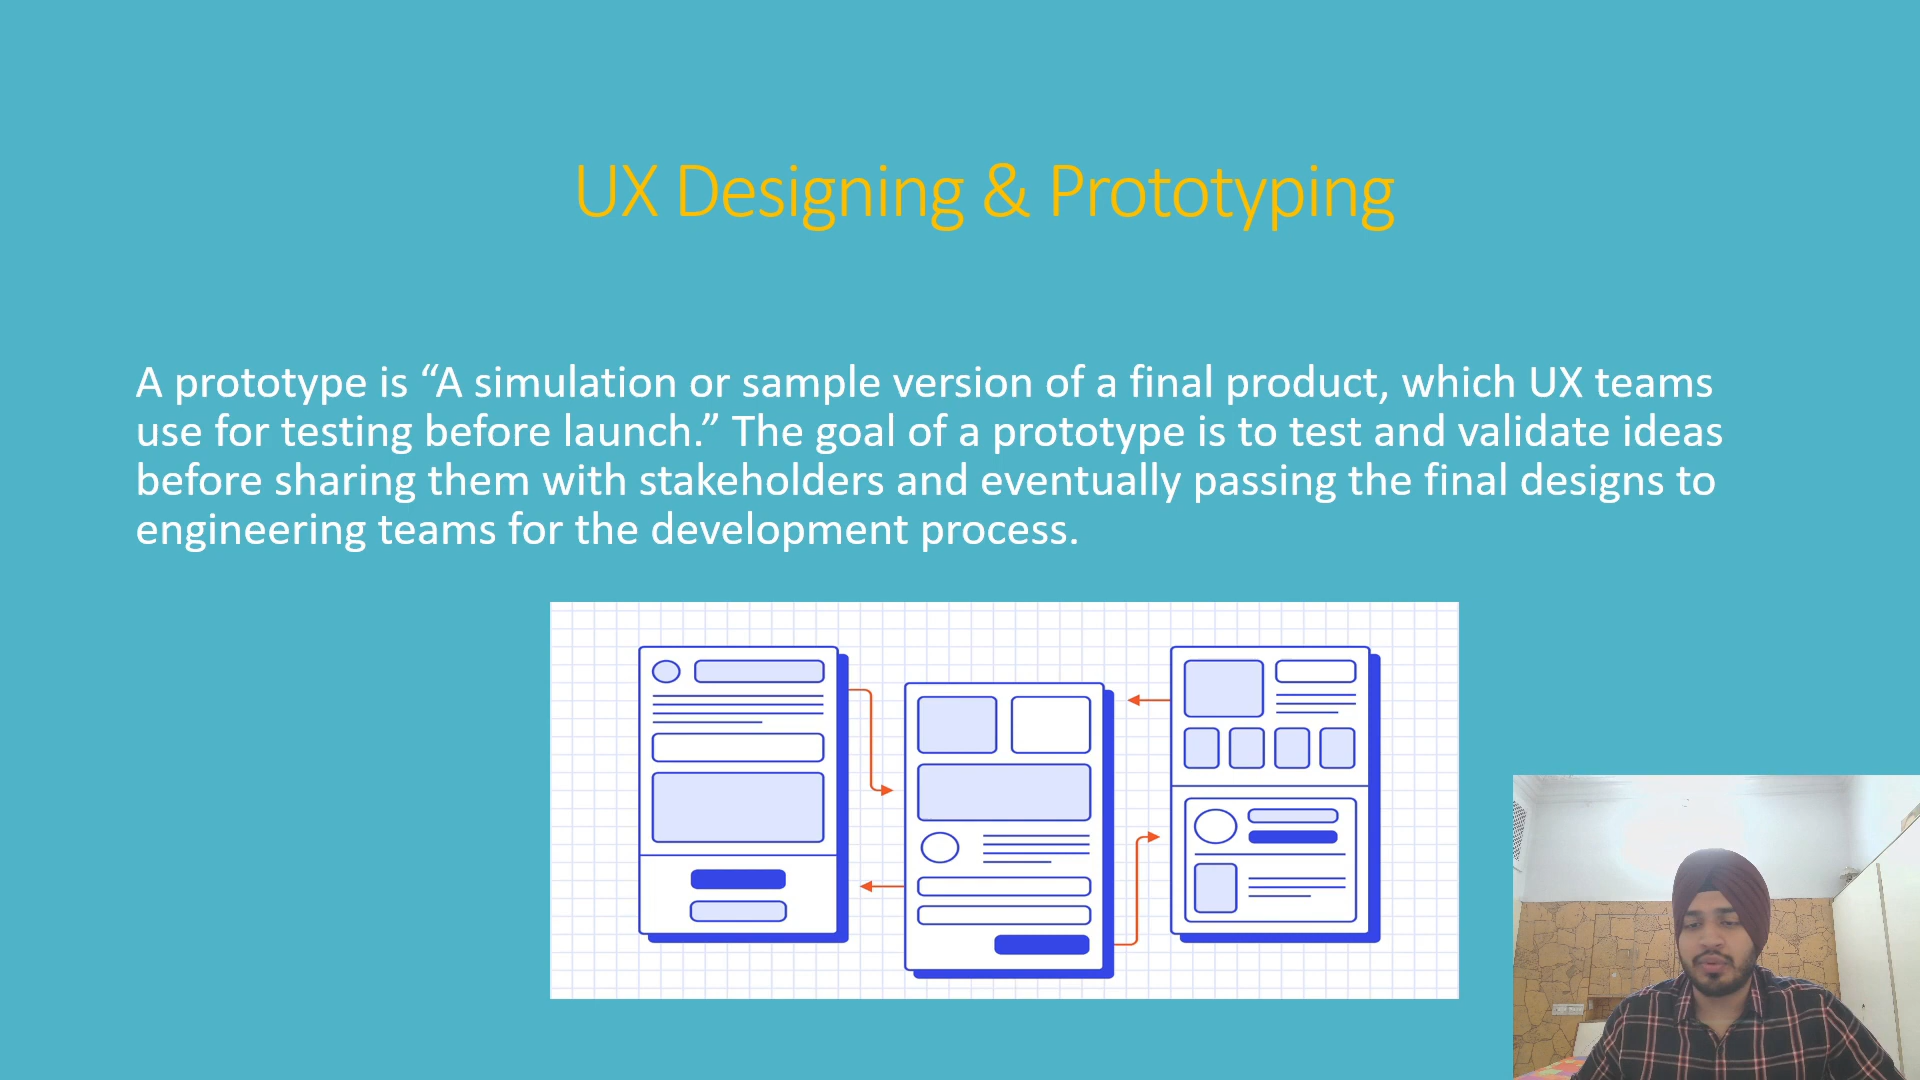 UX Designing & Prototyping
A prototype is “A simulation or sample version of a final product, which UX teams
use for testing before launch.” The goal of a prototype is to test and validate ideas
before sharing them with stakeholders and eventually passing the final designs to
engineering teams for the development process.